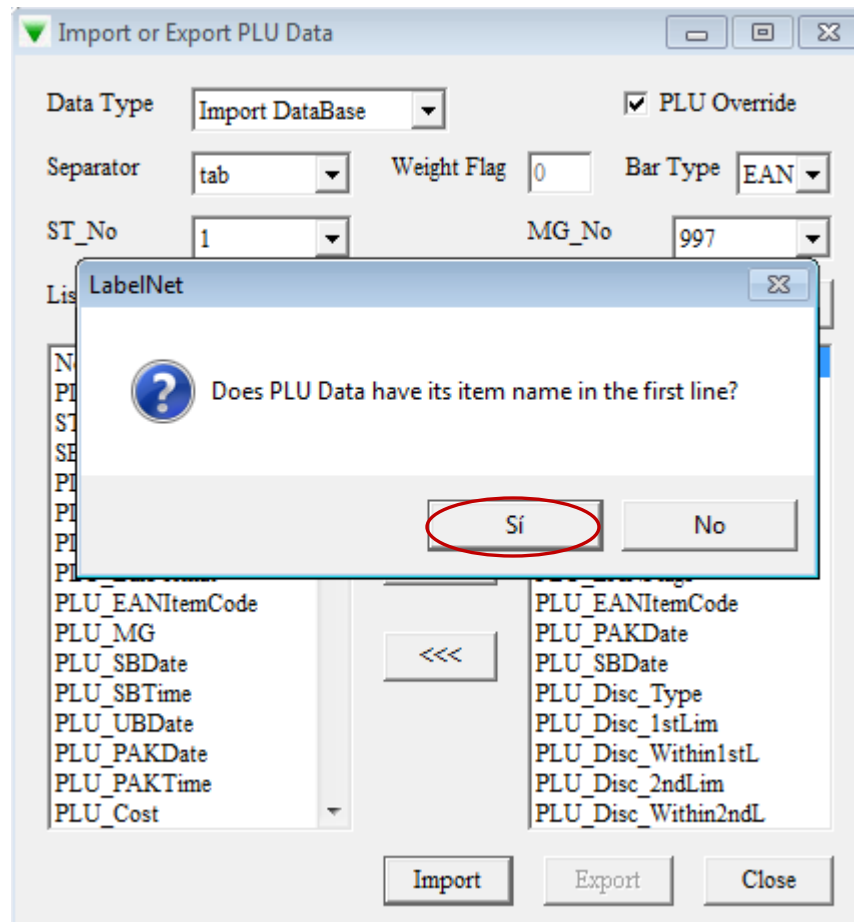 Import or Export PLU Data
Data Type Import DataBase PLU Override
Separator tab Weight Flag 0 Bar Type EAN
ST_No 1 MG_No 997
LabelNet
Does PLU Data have its item name in the first line?
Sí No
PLU_EANItemCode PLU_EANItemCode
PLU_MG PLU_PAKDate
<<<
PLU_SBDate PLU_SBDate
PLU_SBTime PLU_Disc_Type
PLU_UBDate PLU_Disc_1stLim
PLU_PAKDate PLU_Disc_Within1stL
PLU_PAKTime PLU_Disc_2ndLim
PLU_Cost PLU_Disc_Within2ndL
Import Export Close